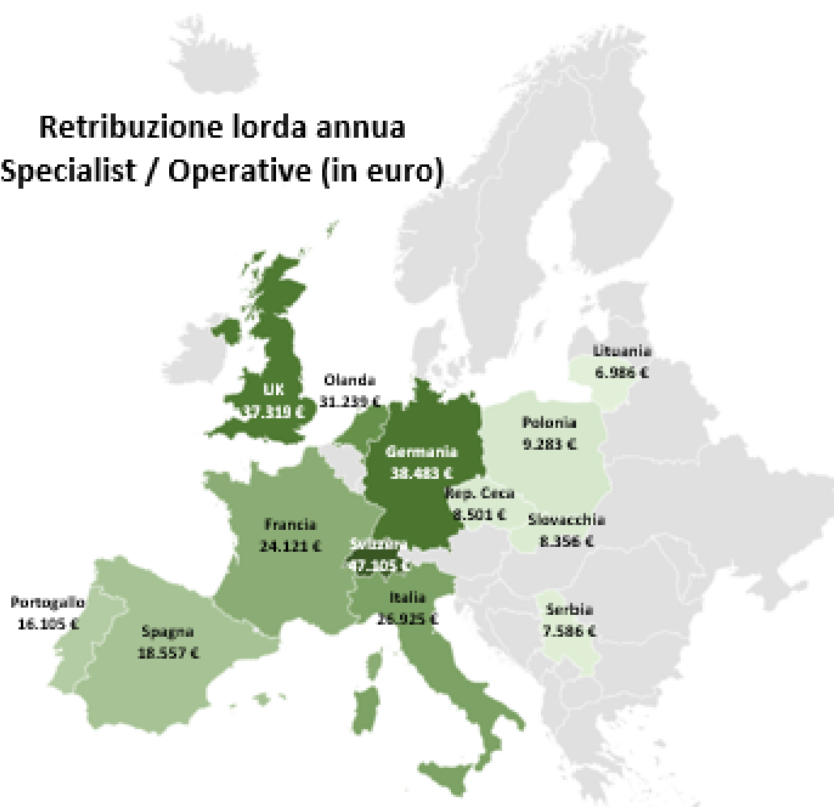 Retribuzione lorda annua
Specialist / Operative (in euro)
Lituania
6.986 €
UK
37.319 €
Olanda
31.239 €
Polonia
9.283 €
Germania
38.483 €
Rep. Ceca
8.501 €
Slovacchia
8.356 €
Francia
24.121 €
Svizzera
47.105 €
Italia
26.925 €
Portogallo
16.105 €
Spagna
18.557 €
Serbia
7.586 €